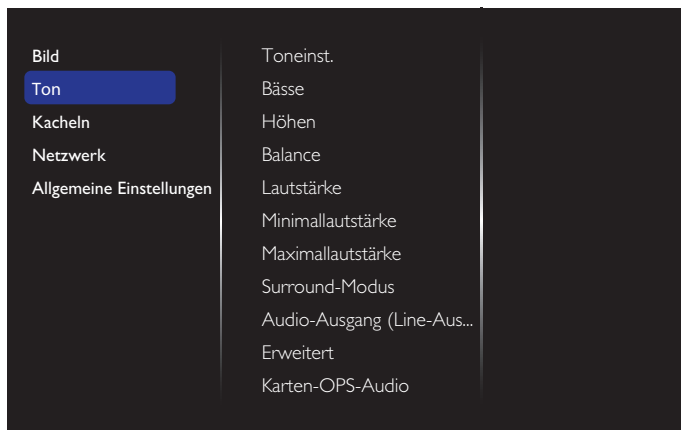 Bild
Ton
Kacheln
Netzwerk
Allgemeine Einstellungen
Toneinst.
Bässe
Höhen
Balance
Lautstärke
Minimallautstärke
Maximallautstärke
Surround-Modus
Audio-Ausgang (Line-Aus...
Erweitert
Karten-OPS-Audio